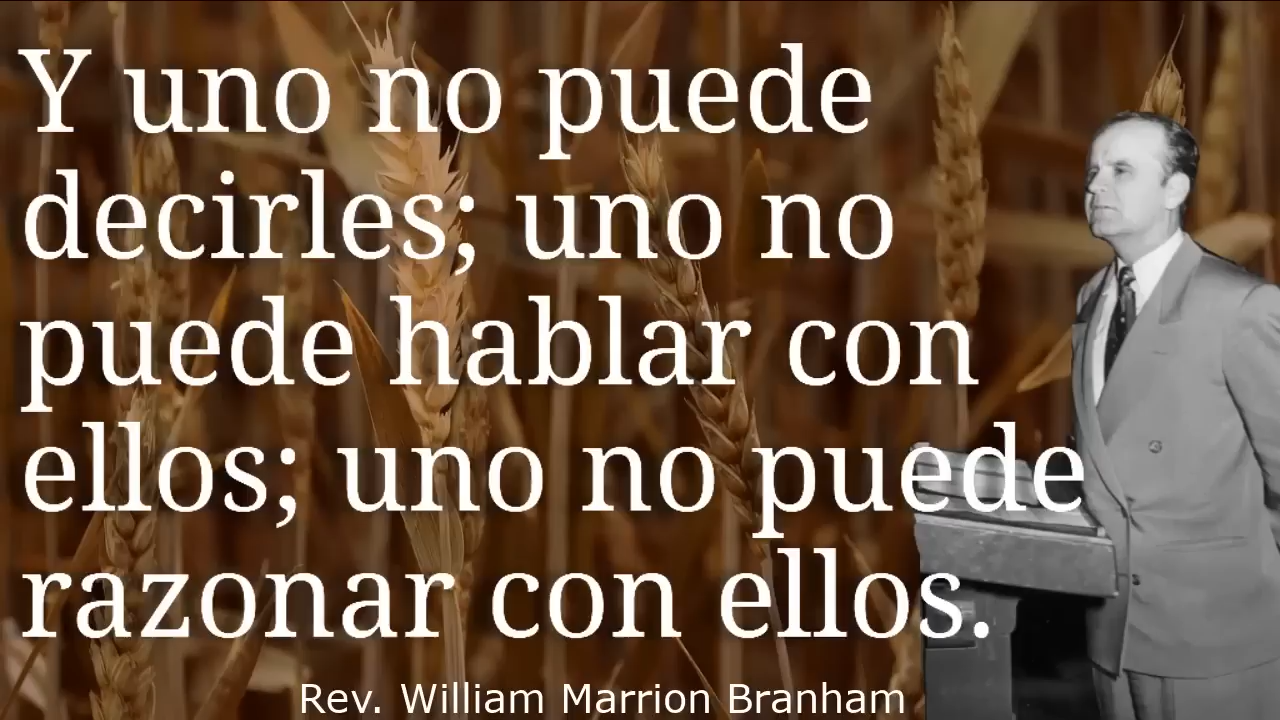 Y uno no puede
decirles; uno no
puede hablar con
ellos; uno no puede
razonar con ellos.
Rev. William Marrion Branham